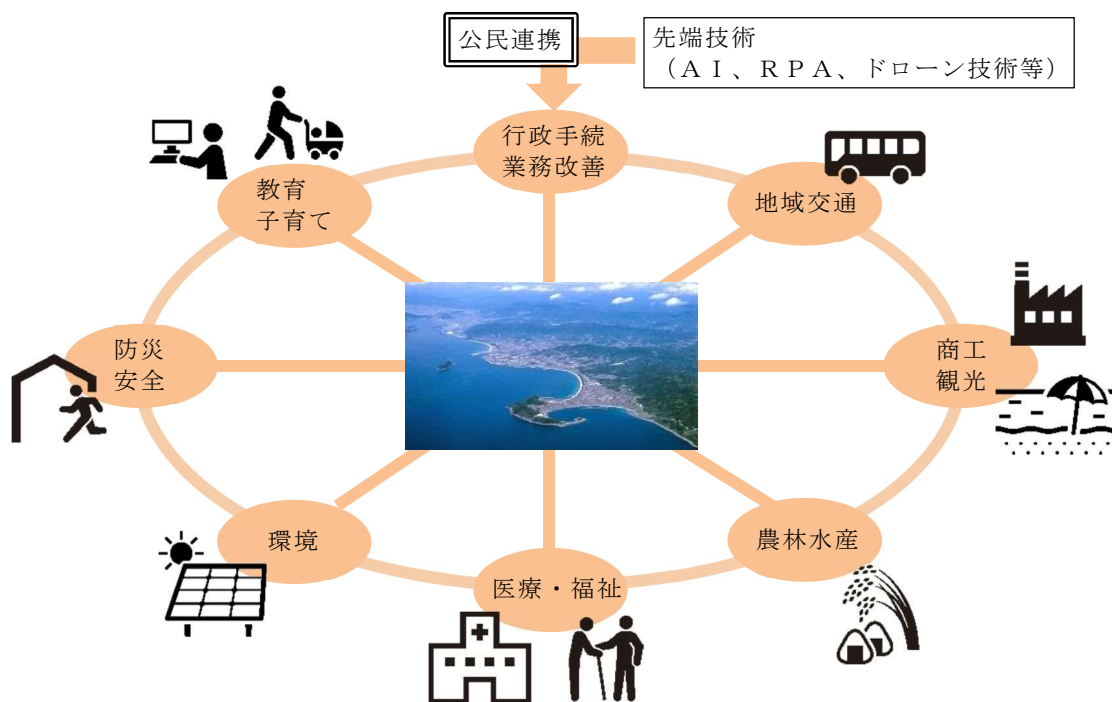 公民連携
先端技術
（ＡＩ、ＲＰＡ、ドローン技術等）
行政手続
業務改善
教育
子育て
地域交通
防災
安全
商工
観光
環境
農林水産
医療・福祉